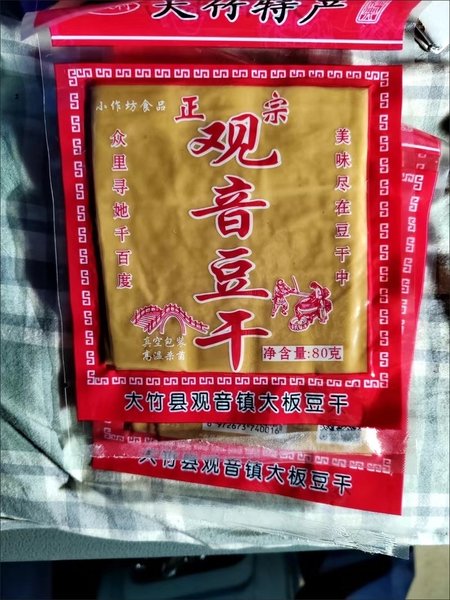 大竹特产
小作坊食品
正宗
观音豆干
众里寻她千百度
美味尽在豆干中
真空包装
高温杀菌
净含量:80克
大竹县观音镇大板豆干
6 972673 740016
大竹县观音镇大板豆干